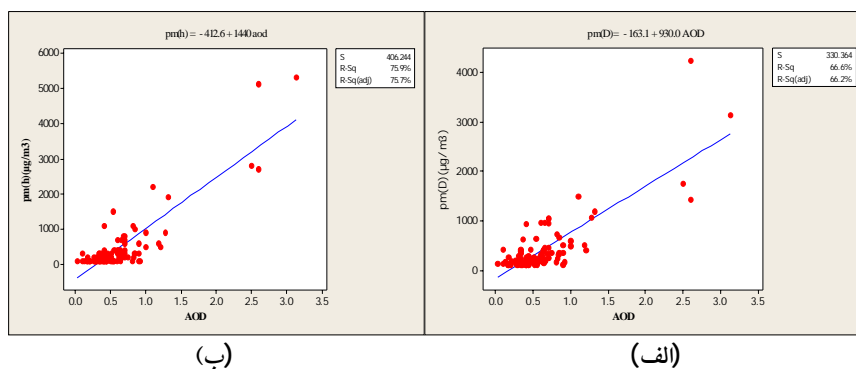 pm(h) = - 412.6 + 1440 aod
S 406.244
R-Sq 75.9%
R-Sq(adj) 75.7%
pm(h)(µg/m3)
6000
5000
4000
3000
2000
1000
0
0.0 0.5 1.0 1.5 2.0 2.5 3.0 3.5
AOD
(ب)
pm(D) = - 163.1 + 930.0 AOD
S 330.364
R-Sq 66.6%
R-Sq(adj) 66.2%
pm(D) (µg/m3)
4000
3000
2000
1000
0
0.0 0.5 1.0 1.5 2.0 2.5 3.0 3.5
AOD
(الف)